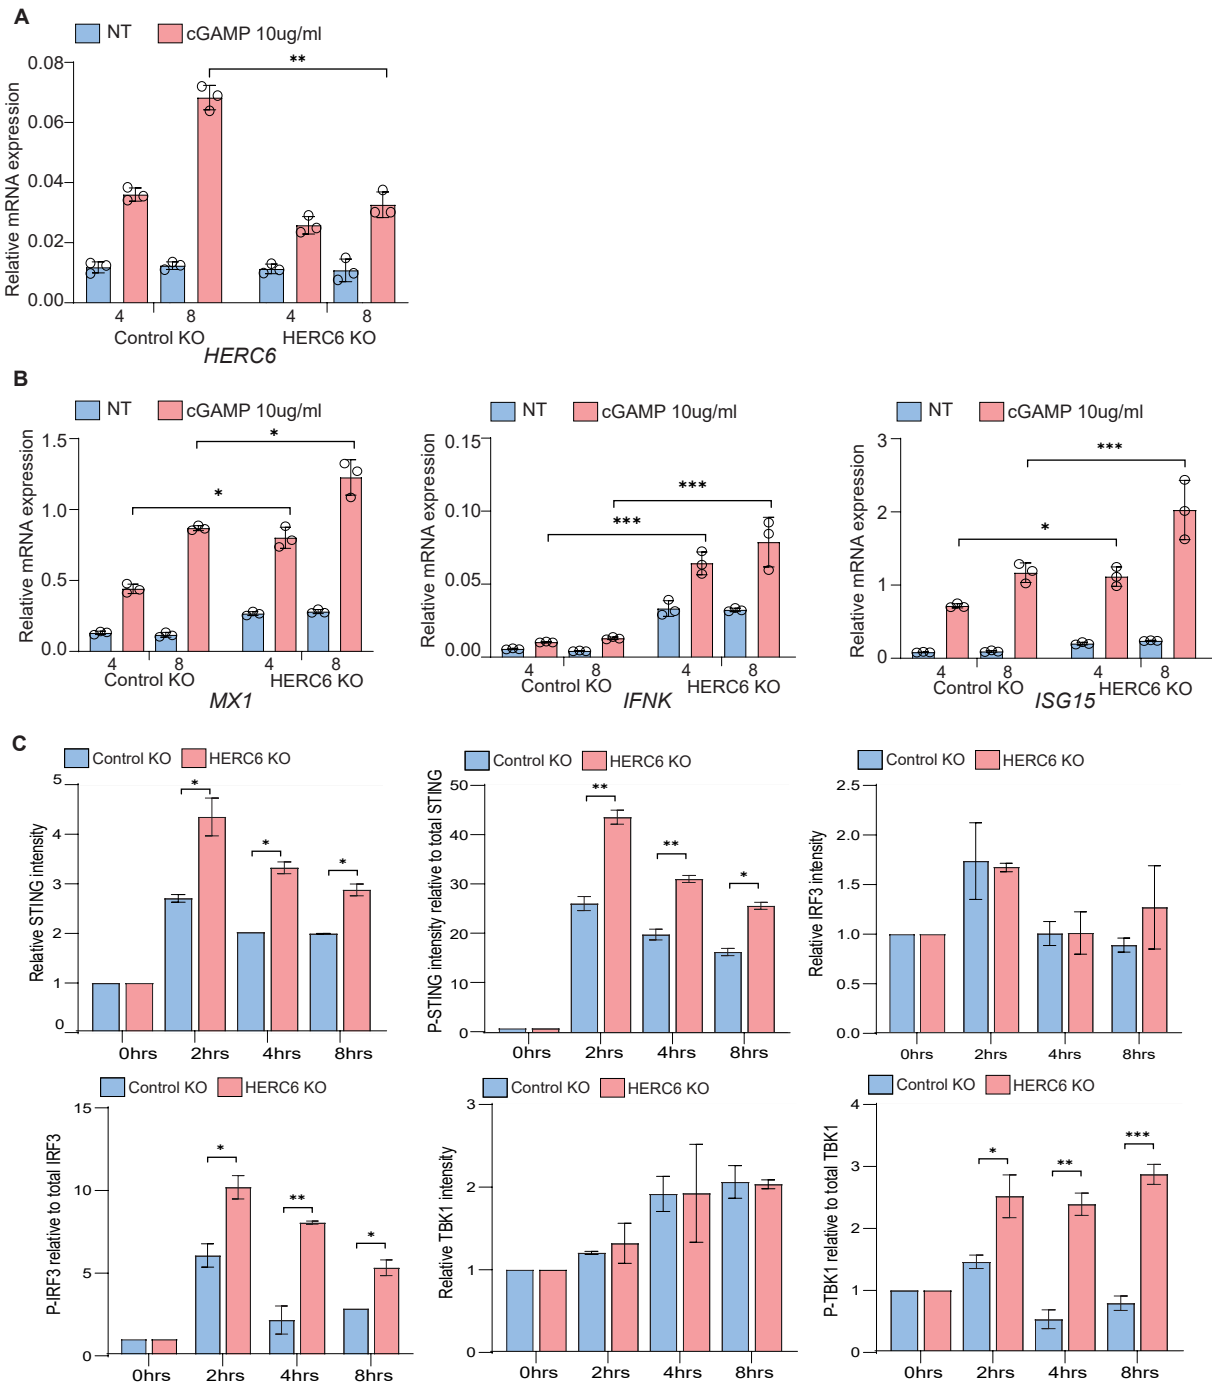 A
NT cGAMP 10ug/ml
Relative mRNA expression
0.08
0.06
0.04
0.02
0.00
**
4 8 4 8
Control KO HERC6 KO
HERC6
B
NT cGAMP 10ug/ml
Relative mRNA expression
1.5
1.0
0.5
0.0
*
*
4 8 4 8
Control KO HERC6 KO
MX1
NT cGAMP 10ug/ml
Relative mRNA expression
0.15
0.10
0.05
0.00
***
***
4 8 4 8
Control KO HERC6 KO
IFNK
NT cGAMP 10ug/ml
Relative mRNA expression
3
2
1
0
***
*
4 8 4 8
Control KO HERC6 KO
ISG15
C
Control KO HERC6 KO
Relative STING intensity
5
4
3
2
1
0
* * *
0hrs 2hrs 4hrs 8hrs
Control KO HERC6 KO
P-STING intensity relative to total STING
50
40
30
20
10
0
** ** *
0hrs 2hrs 4hrs 8hrs
Control KO HERC6 KO
Relative IRF3 intensity
2.5
2.0
1.5
1.0
0.5
0.0
0hrs 2hrs 4hrs 8hrs
Control KO HERC6 KO
P-IRF3 relative to total IRF3
15
10
5
0
* ** *
0hrs 2hrs 4hrs 8hrs
Control KO HERC6 KO
Relative TBK1 intensity
3
2
1
0
0hrs 2hrs 4hrs 8hrs
Control KO HERC6 KO
P-TBK1 relative to total TBK1
4
3
2
1
0
* ** ***
0hrs 2hrs 4hrs 8hrs